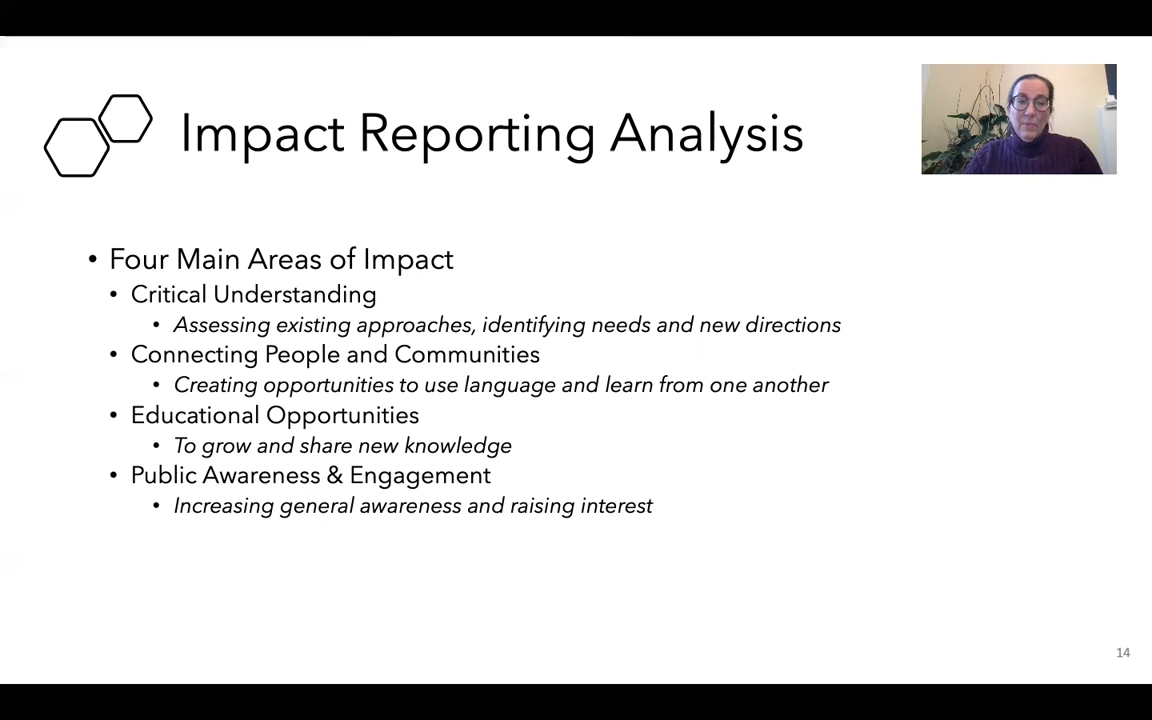 Impact Reporting Analysis
• Four Main Areas of Impact
• Critical Understanding
• Assessing existing approaches, identifying needs and new directions
• Connecting People and Communities
• Creating opportunities to use language and learn from one another
• Educational Opportunities
• To grow and share new knowledge
• Public Awareness & Engagement
• Increasing general awareness and raising interest
14